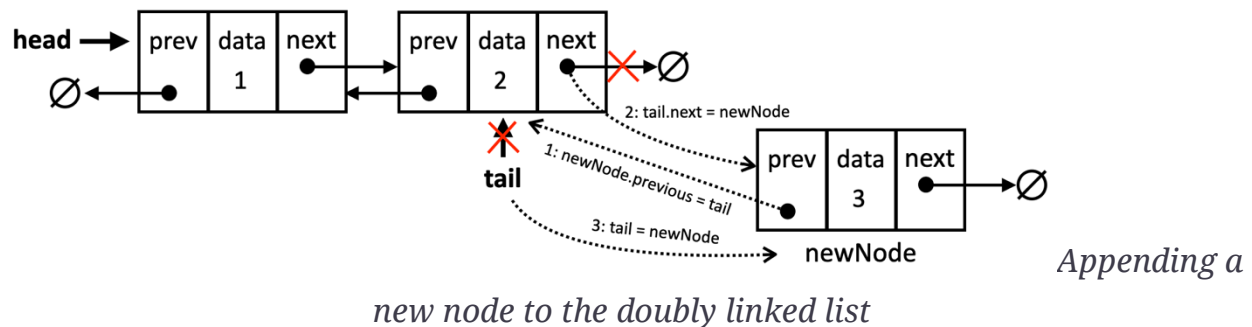 head
prev data next
1
prev data next
2
∅
∅
2: tail.next = newNode
1: newNode.previous = tail
tail
3: tail = newNode
prev data next
3
∅
newNode
Appending a
new node to the doubly linked list